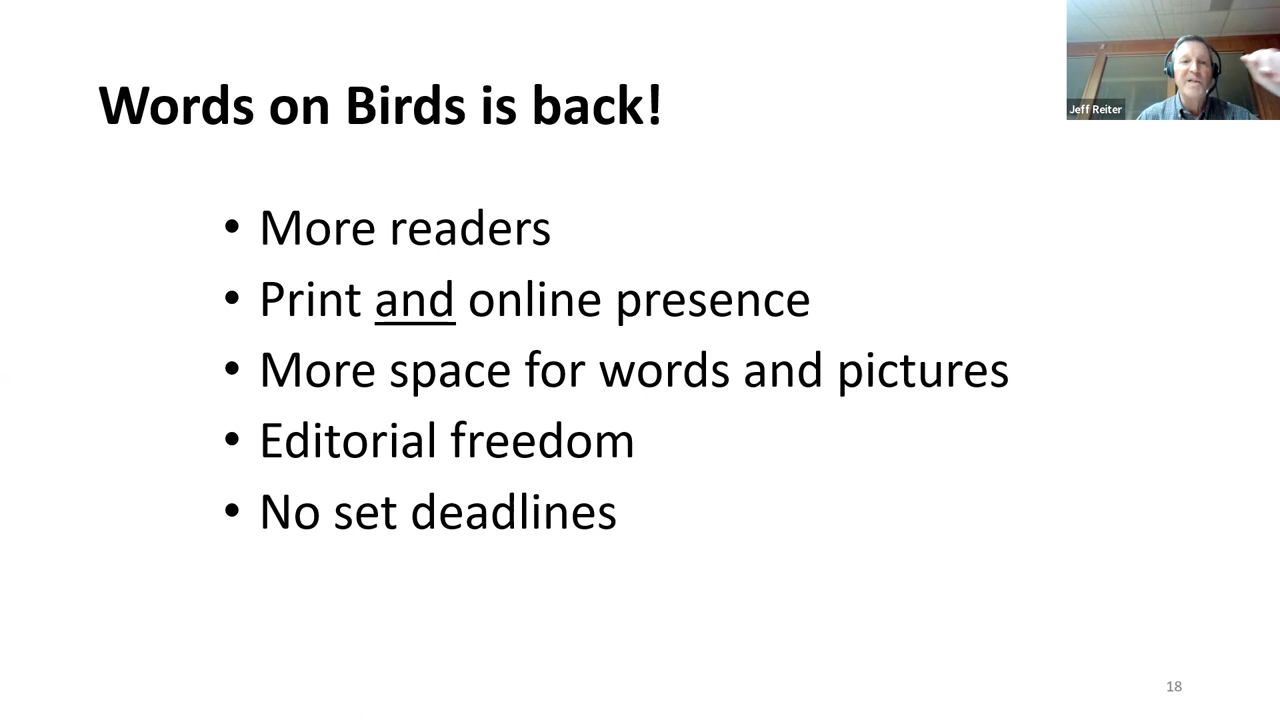 Words on Birds is back!
Jeff Reiter
• More readers
• Print and online presence
• More space for words and pictures
• Editorial freedom
• No set deadlines
18